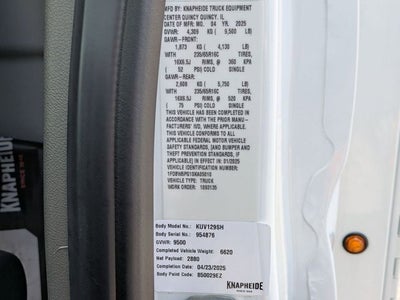 MFD BY: KNAPHEIDE TRUCK EQUIPMENT
CENTER QUINCY QUINCY, IL
DATE OF MFD: MO. 04 YR. 2025
GVWR: 4,309 KG ( 9,500 LB)
GAWR-FRONT:
1,873 KG ( 4,130 LB)
WITH 235/65R16C TIRES,
16X6.5J RIMS, @ 360 KPA
( 52 PSI) COLD SINGLE
GAWR-REAR:
2,608 KG ( 5,750 LB)
WITH 235/65R16C TIRES,
16X6.5J RIMS, @ 520 KPA
( 75 PSI) COLD SINGLE
THIS VEHICLE HAS BEEN COMPLETED
IN ACCORDANCE WITH THE PRIOR MANU-
FACTURERS' IVD, WHERE APPLICABLE.
THIS VEHICLE CONFORMS TO ALL
APPLICABLE FEDERAL MOTOR VEHICLE
SAFETY STANDARDS, [AND BUMPER AND
THEFT PREVENTION STANDARDS, IF
APPLICABLE] IN EFFECT IN: 01/2025
VEHICLE IDENTIFICATION NUMBER:
VEHICLE TYPE: TRUCK
WORK ORDER: 1893135
Body Model Number: KUV129SH
Body Serial No: 954876
GVWR: 9500
Completed Vehicle Weight: 6620
Net Payload: 2880
Completion Date: 04/23/2025
Body Paint Code: B50029EZ
KNAPHEIDE
KNAPHEIDE